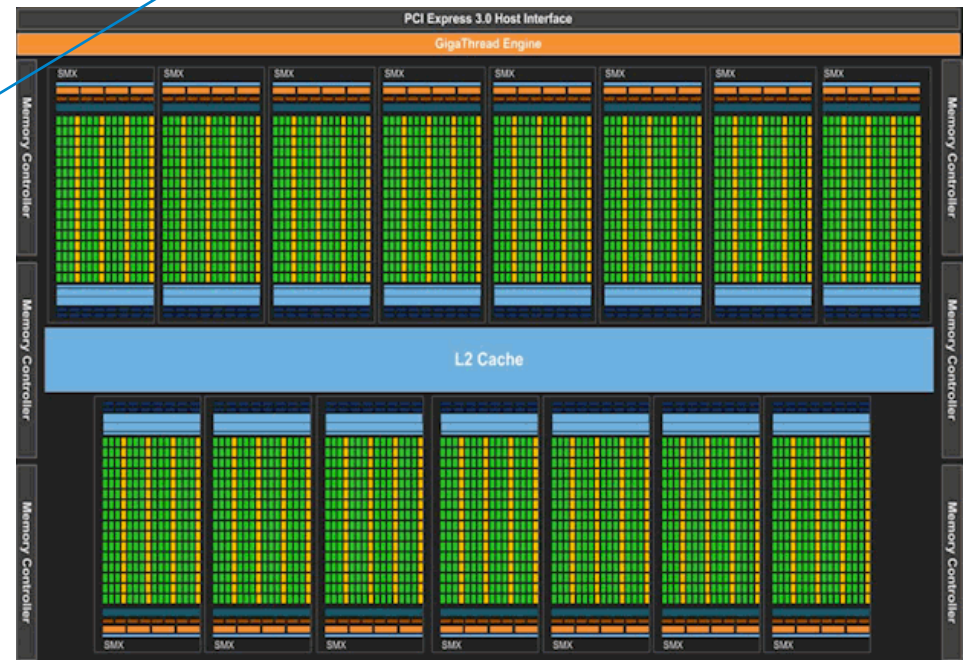 PCI Express 3.0 Host Interface
GigaThread Engine
SMX SMX SMX SMX SMX SMX SMX SMX
Memory Controller
Memory Controller
Memory Controller
L2 Cache
Memory Controller
Memory Controller
Memory Controller
SMX SMX SMX SMX SMX SMX SMX